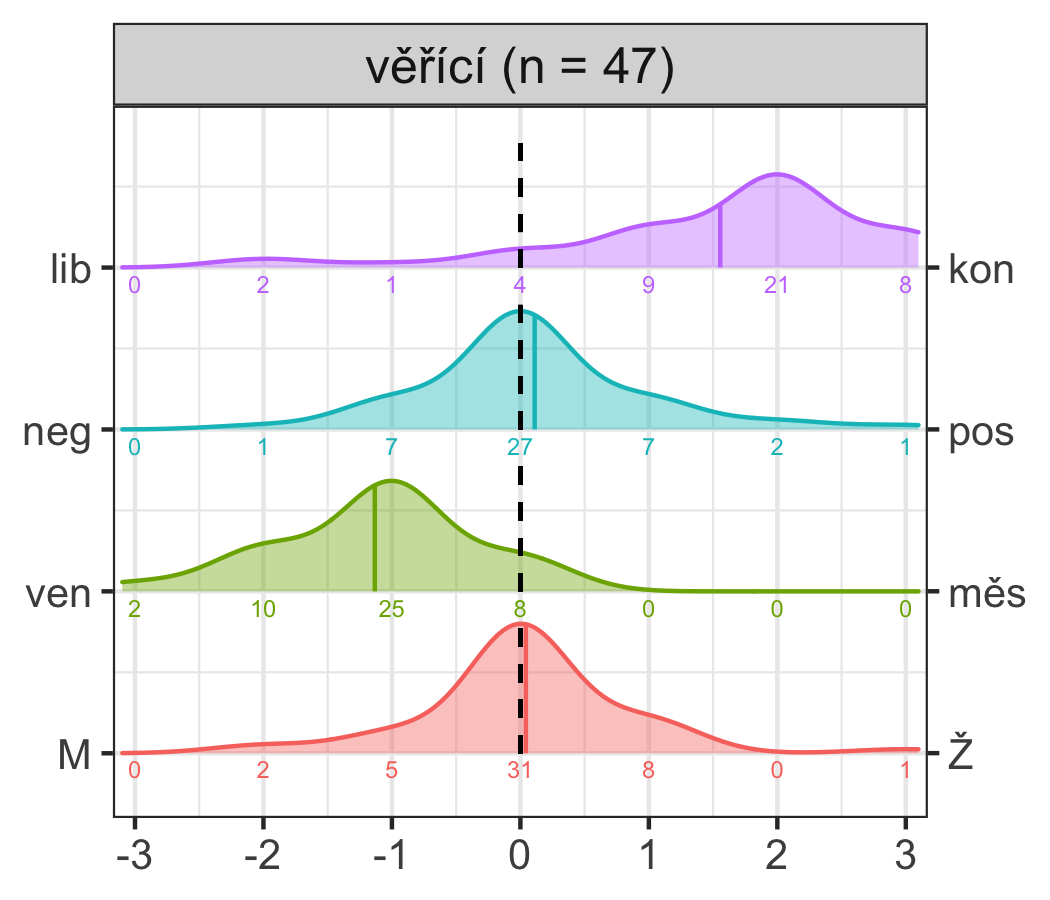 věřící (n = 47)
lib kon
0 2 1 4 9 21 8
neg pos
0 1 7 27 7 2 1
ven měs
2 10 25 8 0 0 0
M Ž
0 2 5 31 8 0 1
-3 -2 -1 0 1 2 3